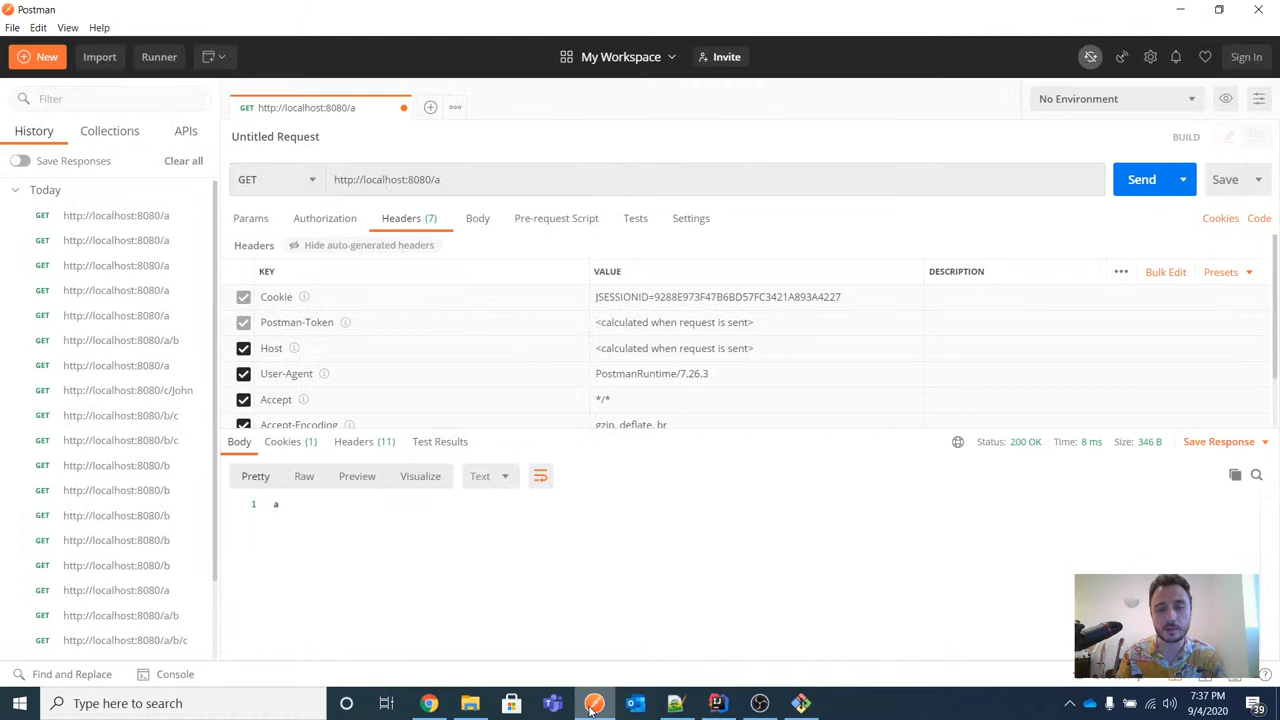 Postman
File Edit View Help
New Import Runner My Workspace Invite Sign In
Filter
GET http://localhost:8080/a
No Environment
History Collections APIs
Untitled Request
BUILD
Save Responses Clear all
GET http://localhost:8080/a Send Save
Today
GET http://localhost:8080/a
GET http://localhost:8080/a
GET http://localhost:8080/a
GET http://localhost:8080/a
GET http://localhost:8080/a
GET http://localhost:8080/a/b
GET http://localhost:8080/a
GET http://localhost:8080/c/John
GET http://localhost:8080/b/c
GET http://localhost:8080/b/c
GET http://localhost:8080/b
GET http://localhost:8080/b
GET http://localhost:8080/b
GET http://localhost:8080/b
GET http://localhost:8080/b
GET http://localhost:8080/a
GET http://localhost:8080/a/b
GET http://localhost:8080/a/b/c
Params Authorization Headers (7) Body Pre-request Script Tests Settings Cookies Code
Headers Hide auto-generated headers
KEY VALUE DESCRIPTION Bulk Edit Presets
Cookie JSESSIONID=9288E973F47B6BD57FC3421A893A4227
Postman-Token <calculated when request is sent>
Host <calculated when request is sent>
User-Agent PostmanRuntime/7.26.3
Accept */*
Accept-Encoding gzip, deflate, br
Body Cookies (1) Headers (11) Test Results Status: 200 OK Time: 8 ms Size: 346 B Save Response
Pretty Raw Preview Visualize Text
1 a
Find and Replace Console
Type here to search
7:37 PM
9/4/2020
39